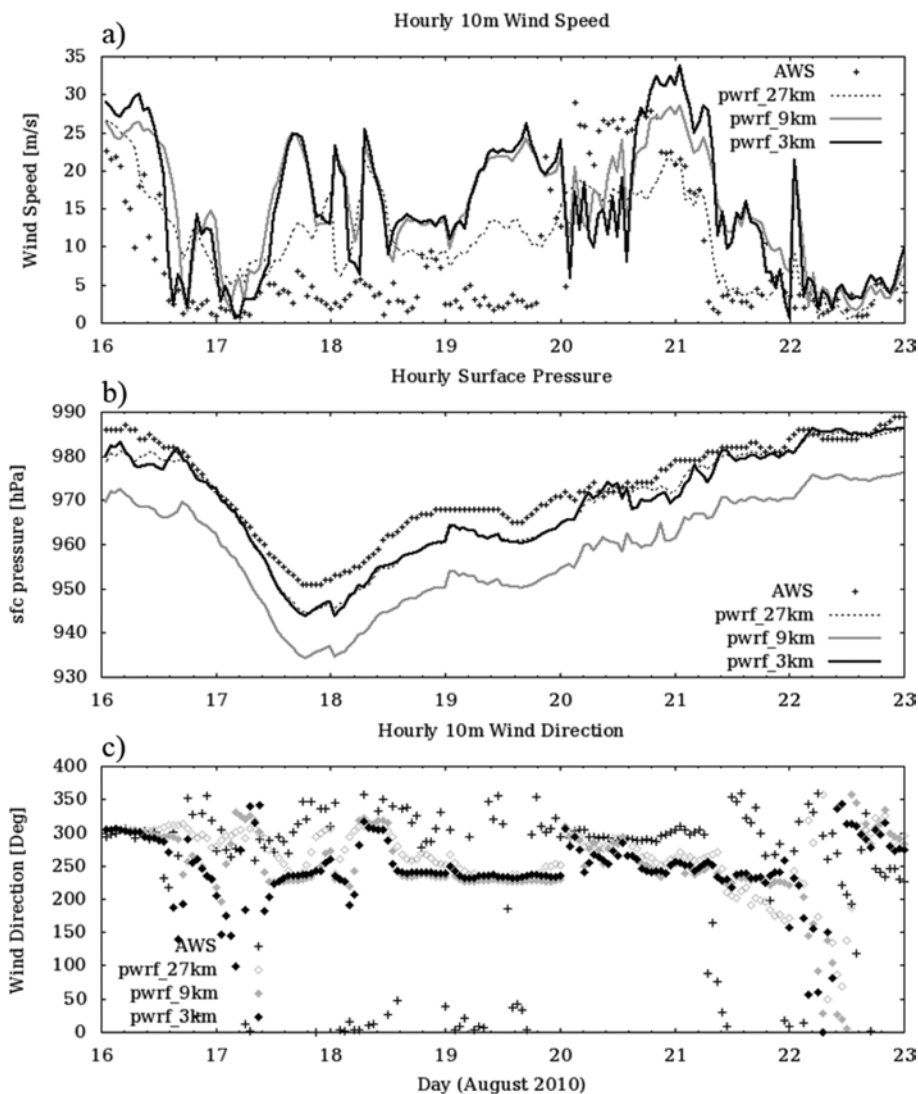 Hourly 10m Wind Speed
a)
35
30
25
20
15
10
5
0
Wind Speed [m/s]
AWS
pwrf_27km
pwrf_9km
pwrf_3km
16 17 18 19 20 21 22 23
Hourly Surface Pressure
b)
990
980
970
960
950
940
930
sfc pressure [hPa]
AWS
pwrf_27km
pwrf_9km
pwrf_3km
16 17 18 19 20 21 22 23
Hourly 10m Wind Direction
c)
400
350
300
250
200
150
100
50
0
Wind Direction [Deg]
AWS
pwrf_27km
pwrf_9km
pwrf_3km
16 17 18 19 20 21 22 23
Day (August 2010)